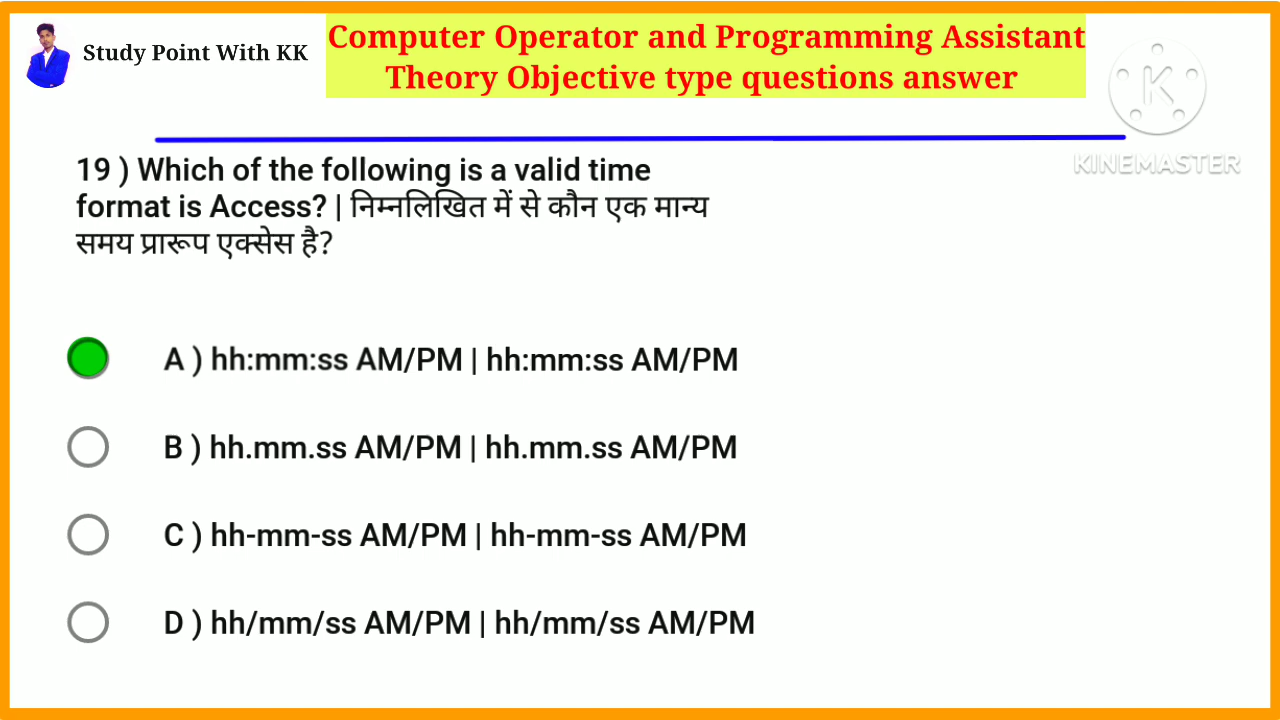 Study Point With KK
Computer Operator and Programming Assistant
Theory Objective type questions answer
K
KINEMASTER
19 ) Which of the following is a valid time
format is Access? | निम्नलिखित में से कौन एक मान्य
समय प्रारूप एक्सेस है?
A ) hh:mm:ss AM/PM | hh:mm:ss AM/PM
B ) hh.mm.ss AM/PM | hh.mm.ss AM/PM
C ) hh-mm-ss AM/PM | hh-mm-ss AM/PM
D ) hh/mm/ss AM/PM | hh/mm/ss AM/PM